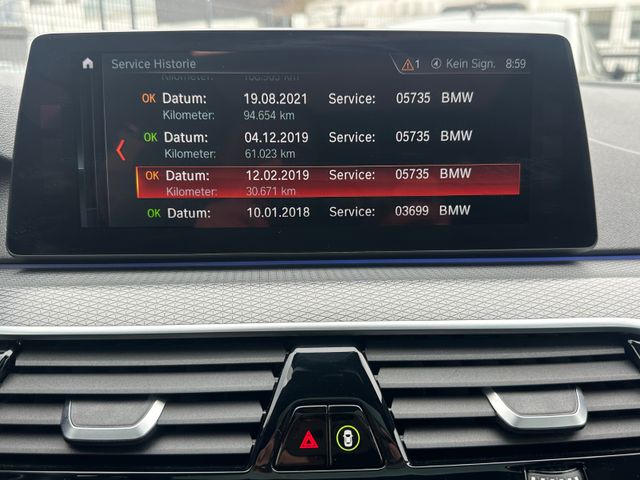 Service Historie 1 Kein Sign. 8:59
Kilometer:
OK Datum: 19.08.2021 Service: 05735 BMW
Kilometer: 94.654 km
OK Datum: 04.12.2019 Service: 05735 BMW
Kilometer: 61.023 km
OK Datum: 12.02.2019 Service: 05735 BMW
Kilometer: 30.671 km
OK Datum: 10.01.2018 Service: 03699 BMW